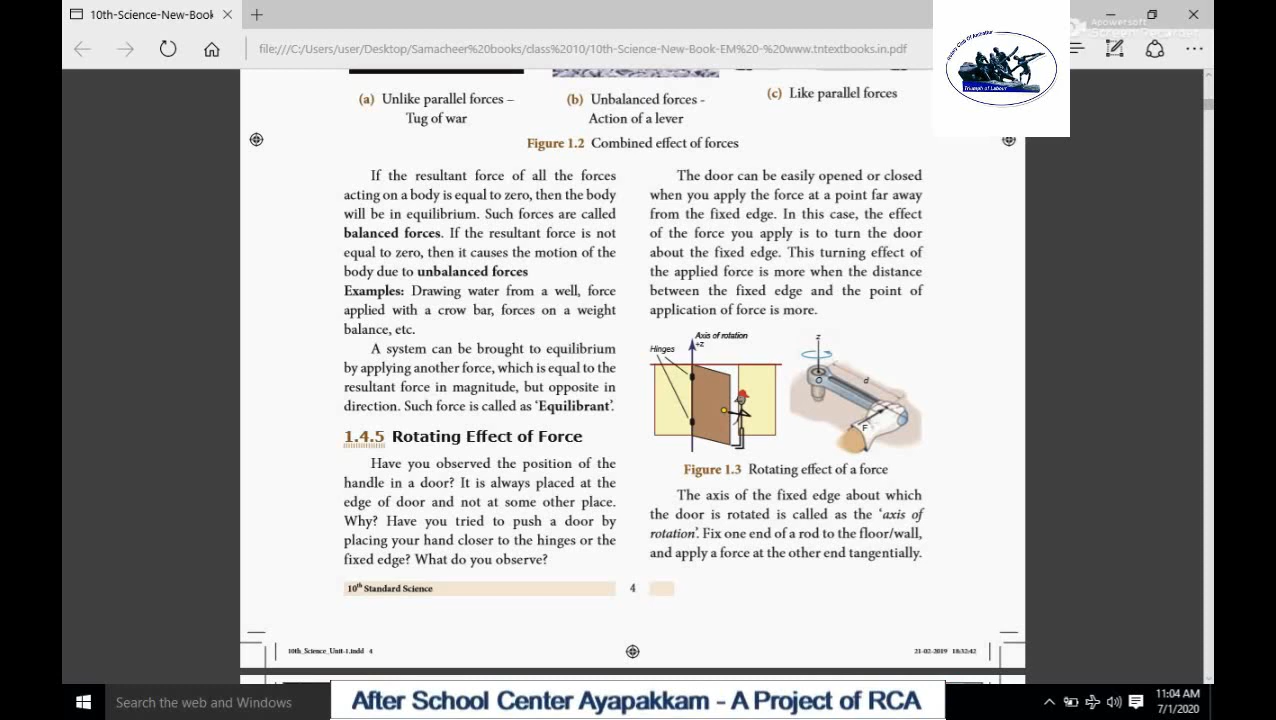 10th-Science-New-Book
file:///C:/Users/user/Desktop/Samacheer%20books/class%2010/10th-Science-New-Book-EM%20-%20www.tntextbooks.in.pdf
Apowersoft
Rotary Club Of Ambattur
Triumph of Labour
(a) Unlike parallel forces –
Tug of war
(b) Unbalanced forces -
Action of a lever
(c) Like parallel forces
Figure 1.2 Combined effect of forces
If the resultant force of all the forces
acting on a body is equal to zero, then the body
will be in equilibrium. Such forces are called
balanced forces. If the resultant force is not
equal to zero, then it causes the motion of the
body due to unbalanced forces
Examples: Drawing water from a well, force
applied with a crow bar, forces on a weight
balance, etc.
A system can be brought to equilibrium
by applying another force, which is equal to the
resultant force in magnitude, but opposite in
direction. Such force is called as ‘Equilibrant’.
1.4.5 Rotating Effect of Force
Have you observed the position of the
handle in a door? It is always placed at the
edge of door and not at some other place.
Why? Have you tried to push a door by
placing your hand closer to the hinges or the
fixed edge? What do you observe?
The door can be easily opened or closed
when you apply the force at a point far away
from the fixed edge. In this case, the effect
of the force you apply is to turn the door
about the fixed edge. This turning effect of
the applied force is more when the distance
between the fixed edge and the point of
application of force is more.
Axis of rotation
+z
Hinges
z
O
d
F
Figure 1.3 Rotating effect of a force
The axis of the fixed edge about which
the door is rotated is called as the ‘axis of
rotation’. Fix one end of a rod to the floor/wall,
and apply a force at the other end tangentially.
10th Standard Science
4
10th_Science_Unit-1.indd 4
21-02-2019 18:32:42
Search the web and Windows
After School Center Ayapakkam - A Project of RCA
11:04 AM
7/1/2020